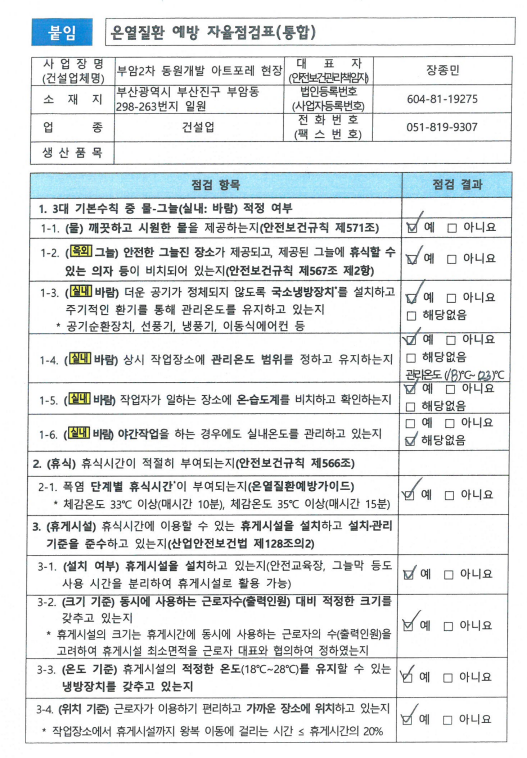 붙임 온열질환 예방 자율점검표(통합)
사 업 장 명
(건설업체명)
부암2차 동원개발 아트포레 현장
대 표 자
(안전보건관리책임자)
장종민
소 재 지
부산광역시 부산진구 부암동
298-263번지 일원
법인등록번호
(사업자등록번호)
604-81-19275
업 종
건설업
전 화 번 호
(팩 스 번 호)
051-819-9307
생 산 품 목
점검 항목 점검 결과
1. 3대 기본수칙 중 물-그늘(실내: 바람) 적정 여부
1-1. (물) 깨끗하고 시원한 물을 제공하는지(안전보건규칙 제571조) ☑ 예 □ 아니요
1-2. (옥외 그늘) 안전한 그늘진 장소가 제공되고, 제공된 그늘에 휴식할 수
있는 의자 등이 비치되어 있는지(안전보건규칙 제567조 제2항)
☑ 예 □ 아니요
1-3. (실내 바람) 더운 공기가 정체되지 않도록 국소냉방장치*를 설치하고
주기적인 환기를 통해 관리온도를 유지하고 있는지
* 공기순환장치, 선풍기, 냉풍기, 이동식에어컨 등
☑ 예 □ 아니요
□ 해당없음
1-4. (실내 바람) 상시 작업장소에 관리온도 범위를 정하고 유지하는지
☑ 예 □ 아니요
□ 해당없음
관리온도 (18)℃~ (23)℃
1-5. (실내 바람) 작업자가 일하는 장소에 온·습도계를 비치하고 확인하는지
☑ 예 □ 아니요
□ 해당없음
1-6. (실내 바람) 야간작업을 하는 경우에도 실내온도를 관리하고 있는지
□ 예 □ 아니요
☑ 해당없음
2. (휴식) 휴식시간이 적절히 부여되는지(안전보건규칙 제566조)
2-1. 폭염 단계별 휴식시간*이 부여되는지(온열질환예방가이드)
* 체감온도 33℃ 이상(매시간 10분), 체감온도 35℃ 이상(매시간 15분)
☑ 예 □ 아니요
3. (휴게시설) 휴식시간에 이용할 수 있는 휴게시설을 설치하고 설치·관리
기준을 준수하고 있는지(산업안전보건법 제128조의2)
3-1. (설치 여부) 휴게시설을 설치하고 있는지(안전교육장, 그늘막 등도
사용 시간을 분리하여 휴게시설로 활용 가능)
☑ 예 □ 아니요
3-2. (크기 기준) 동시에 사용하는 근로자수(출력인원) 대비 적정한 크기를
갖추고 있는지
* 휴게시설의 크기는 휴게시간에 동시에 사용하는 근로자의 수(출력인원)을
고려하여 휴게시설 최소면적을 근로자 대표와 협의하여 정하였는지
☑ 예 □ 아니요
3-3. (온도 기준) 휴게시설의 적정한 온도(18℃~28℃)를 유지할 수 있는
냉방장치를 갖추고 있는지
☑ 예 □ 아니요
3-4. (위치 기준) 근로자가 이용하기 편리하고 가까운 장소에 위치하고 있는지
* 작업장소에서 휴게시설까지 왕복 이동에 걸리는 시간 ≤ 휴게시간의 20%
☑ 예 □ 아니요